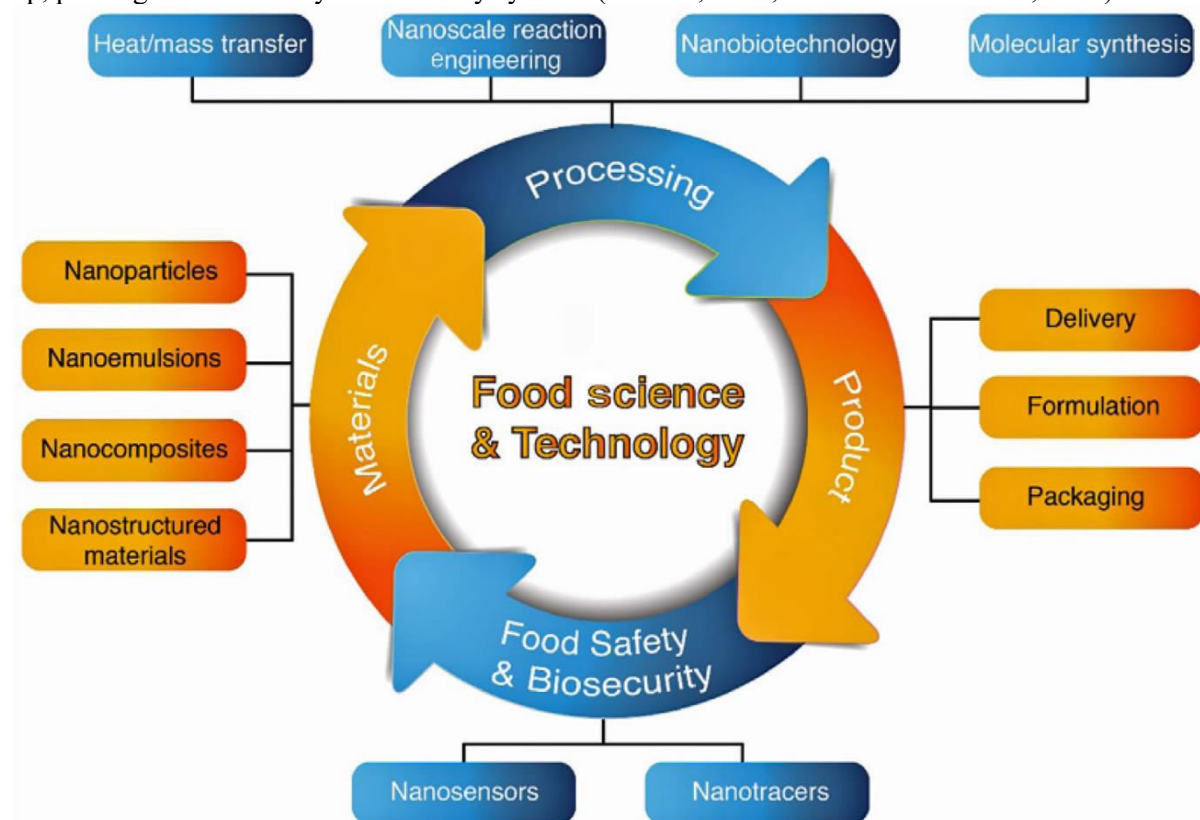 Heat/mass transfer
Nanoscale reaction
engineering
Nanobiotechnology
Molecular synthesis
Processing
Nanoparticles
Nanoemulsions
Nanocomposites
Nanostructured
materials
Materials
Food science
& Technology
Product
Delivery
Formulation
Packaging
Food Safety
& Biosecurity
Nanosensors
Nanotracers